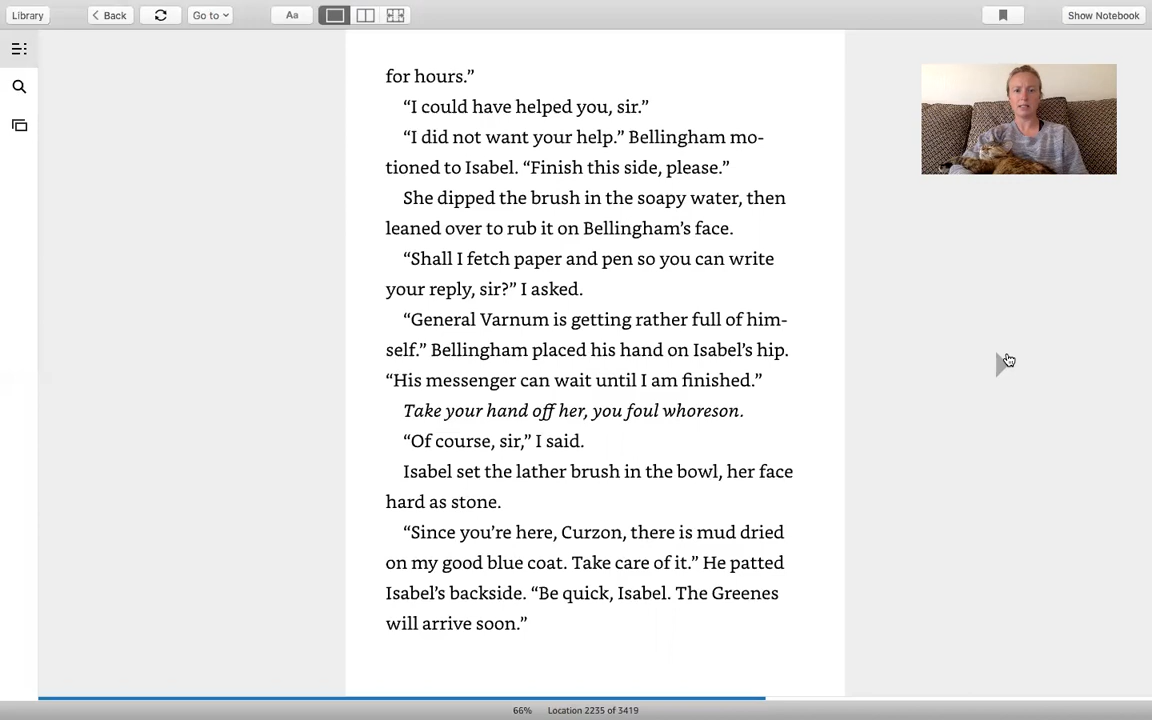 Library
Back
Go to
Aa
Show Notebook
for hours.”
“I could have helped you, sir.”
“I did not want your help.” Bellingham mo-
tioned to Isabel. “Finish this side, please.”
She dipped the brush in the soapy water, then
leaned over to rub it on Bellingham’s face.
“Shall I fetch paper and pen so you can write
your reply, sir?” I asked.
“General Varnum is getting rather full of him-
self.” Bellingham placed his hand on Isabel’s hip.
“His messenger can wait until I am finished.”
Take your hand off her, you foul whoreson.
“Of course, sir,” I said.
Isabel set the lather brush in the bowl, her face
hard as stone.
“Since you’re here, Curzon, there is mud dried
on my good blue coat. Take care of it.” He patted
Isabel’s backside. “Be quick, Isabel. The Greenes
will arrive soon.”
66% Location 2235 of 3419